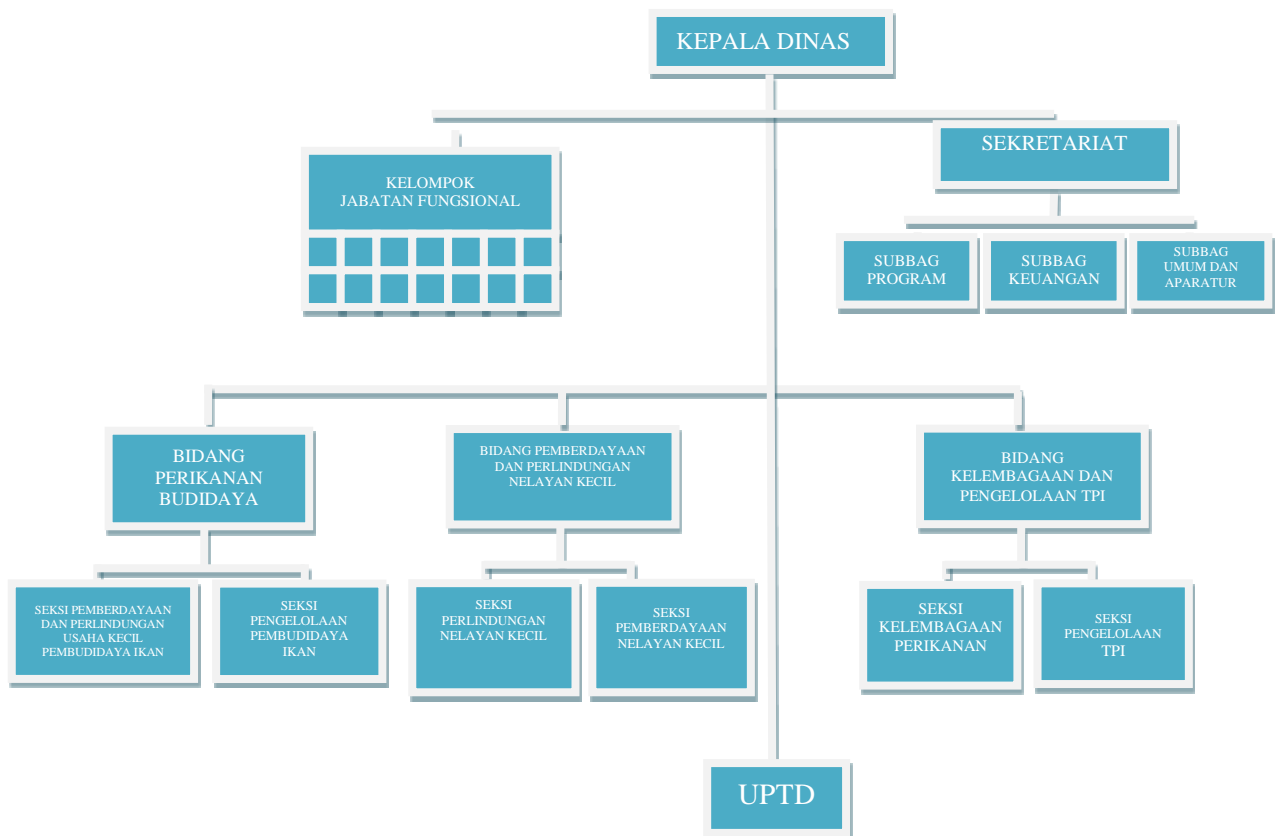 KEPALA DINAS
SEKRETARIAT
KELOMPOK
JABATAN FUNGSIONAL
SUBBAG
PROGRAM
SUBBAG
KEUANGAN
SUBBAG
UMUM DAN
APARATUR
BIDANG
PERIKANAN
BUDIDAYA
BIDANG PEMBERDAYAAN
DAN PERLINDUNGAN
NELAYAN KECIL
BIDANG
KELEMBAGAAN DAN
PENGELOLAAN TPI
SEKSI PEMBERDAYAAN
DAN PERLINDUNGAN
USAHA KECIL
PEMBUDIDAYA IKAN
SEKSI
PENGELOLAAN
PEMBUDIDAYA
IKAN
SEKSI
PERLINDUNGAN
NELAYAN KECIL
SEKSI
PEMBERDAYAAN
NELAYAN KECIL
SEKSI
KELEMBAGAAN
PERIKANAN
SEKSI
PENGELOLAAN
TPI
UPTD